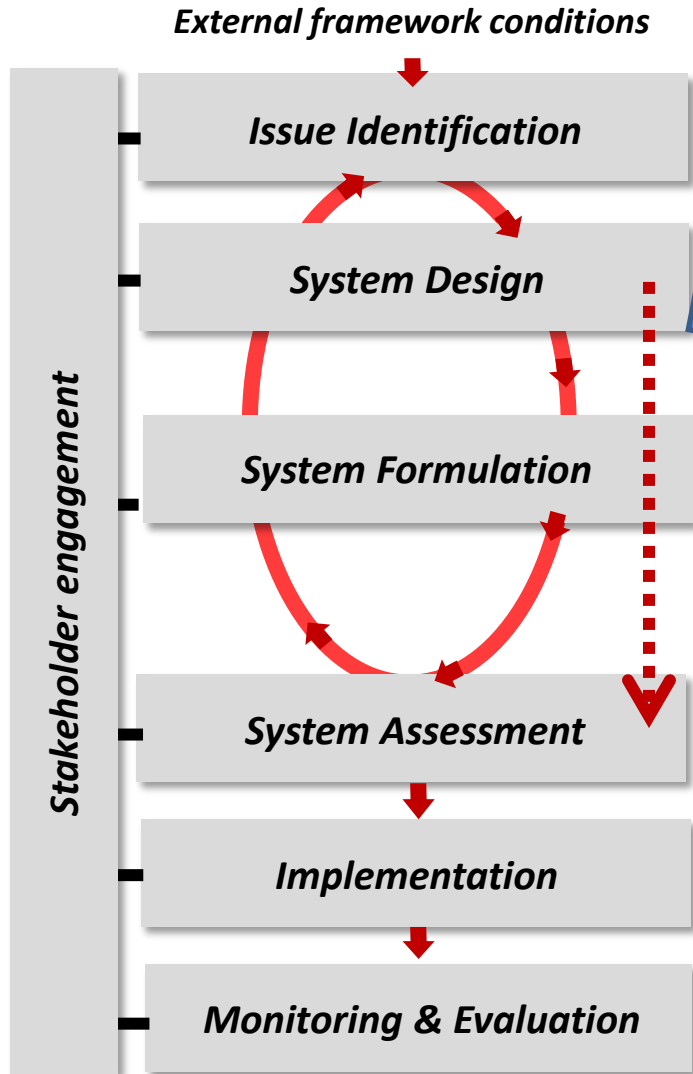 External framework conditions
Issue Identification
System Design
System Formulation
System Assessment
Implementation
Monitoring & Evaluation
Stakeholder engagement